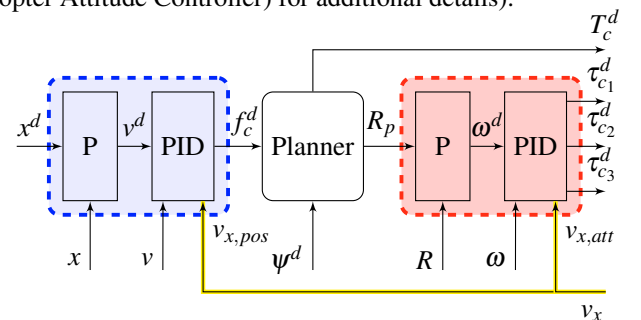 opter Attitude Controller) for additional details).
T_c^d
τ_{c_1}^d
x^d P v^d PID f_c^d Planner R_p P ω^d PID τ_{c_2}^d
τ_{c_3}^d
v_{x,pos} v_{x,att}
x v ψ^d R ω
v_x